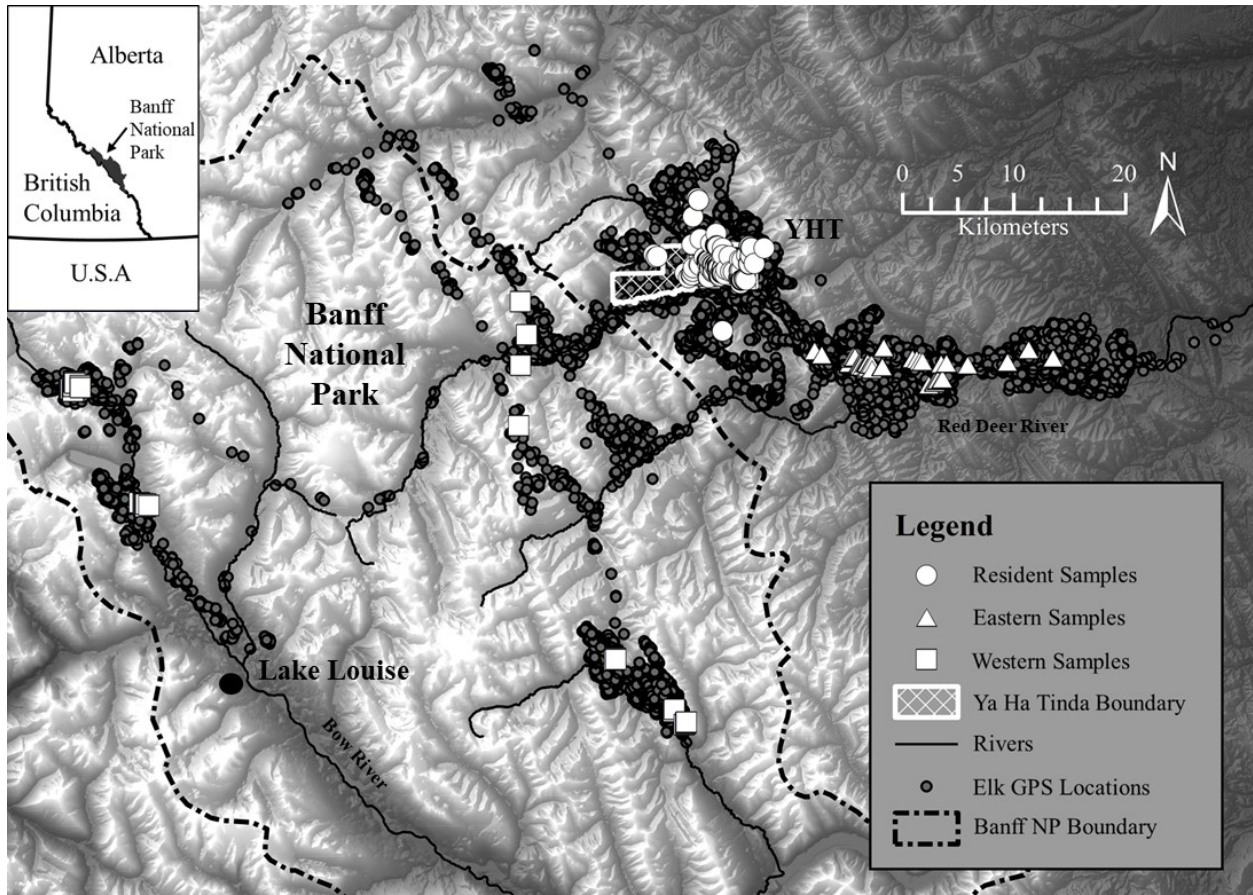 Alberta
Banff
National
Park
British
Columbia
U.S.A
N
0 5 10 20
Kilometers
YHT
Banff
National
Park
Red Deer River
Lake Louise
Bow River
Legend
Resident Samples
Eastern Samples
Western Samples
Ya Ha Tinda Boundary
Rivers
Elk GPS Locations
Banff NP Boundary